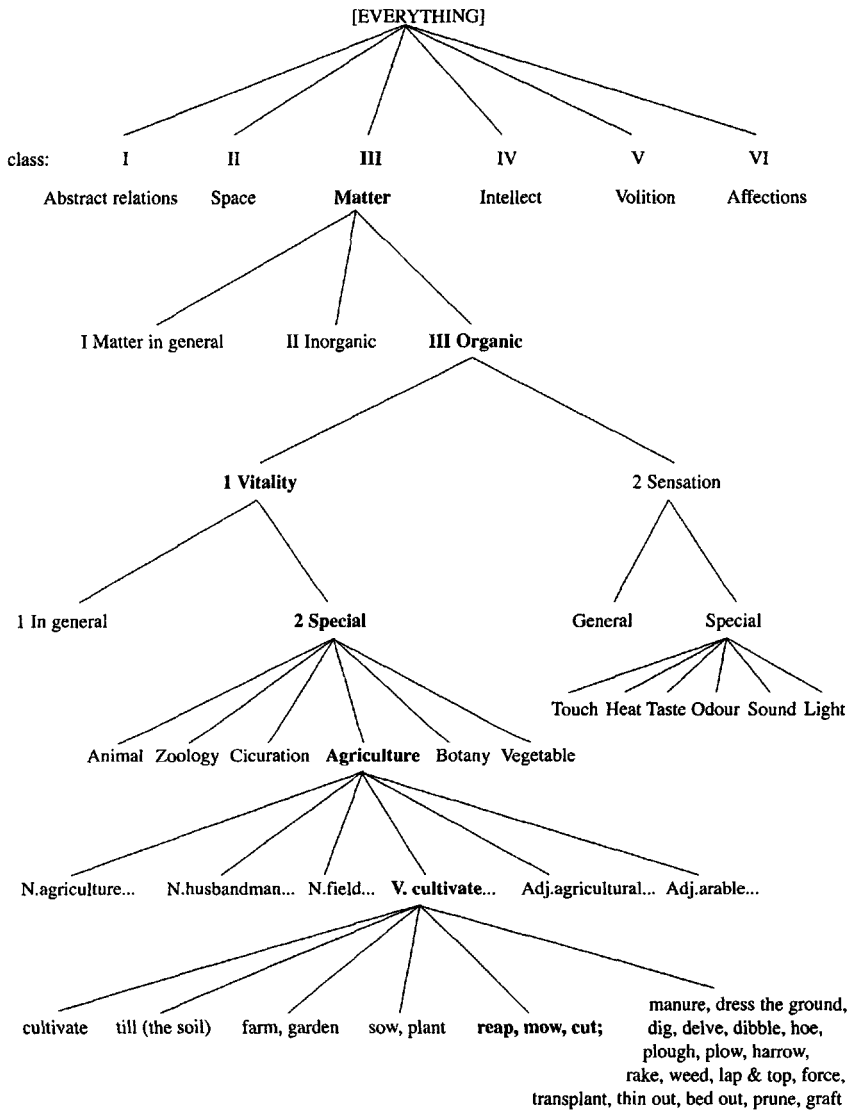 [EVERYTHING]
class: I II III IV V VI
Abstract relations Space Matter Intellect Volition Affections
I Matter in general II Inorganic III Organic
1 Vitality 2 Sensation
1 In general 2 Special General Special
Touch Heat Taste Odour Sound Light
Animal Zoology Cicuration Agriculture Botany Vegetable
N.agriculture... N.husbandman... N.field... V. cultivate... Adj.agricultural... Adj.arable...
cultivate till (the soil) farm, garden sow, plant reap, mow, cut;
manure, dress the ground,
dig, delve, dibble, hoe,
plough, plow, harrow,
rake, weed, lap & top, force,
transplant, thin out, bed out, prune, graft